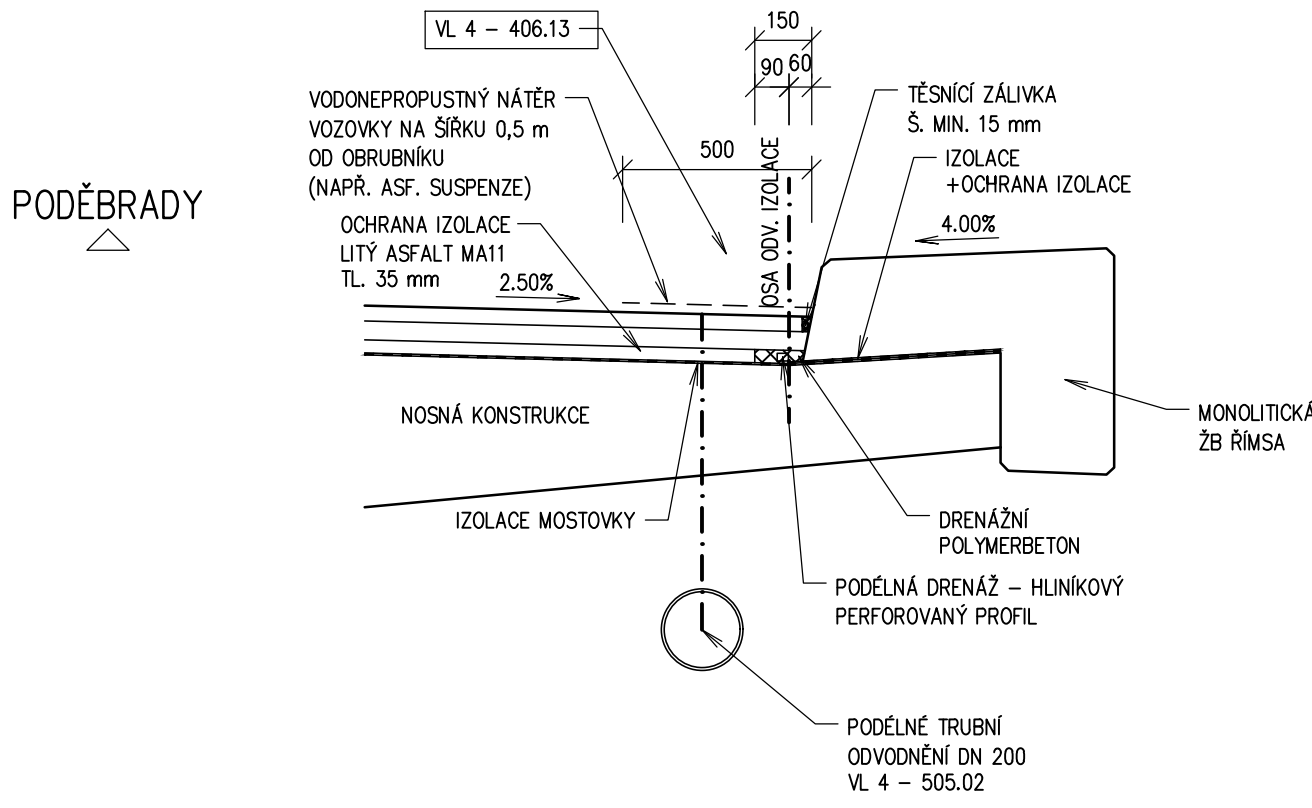 VL 4 – 406.13
150
90 60
VODONEPROPUSTNÝ NÁTĚR
VOZOVKY NA ŠÍŘKU 0,5 m
OD OBRUBNÍKU
(NAPŘ. ASF. SUSPENZE)
500
OSA ODV. IZOLACE
TĚSNÍCÍ ZÁLIVKA
Š. MIN. 15 mm
IZOLACE
+OCHRANA IZOLACE
PODĚBRADY
OCHRANA IZOLACE
LITÝ ASFALT MA11
TL. 35 mm
2.50%
4.00%
NOSNÁ KONSTRUKCE
MONOLITICKÁ
ŽB ŘÍMSA
IZOLACE MOSTOVKY
DRENÁŽNÍ
POLYMERBETON
PODÉLNÁ DRENÁŽ – HLINÍKOVÝ
PERFOROVANÝ PROFIL
PODÉLNÉ TRUBNÍ
ODVODNĚNÍ DN 200
VL 4 – 505.02